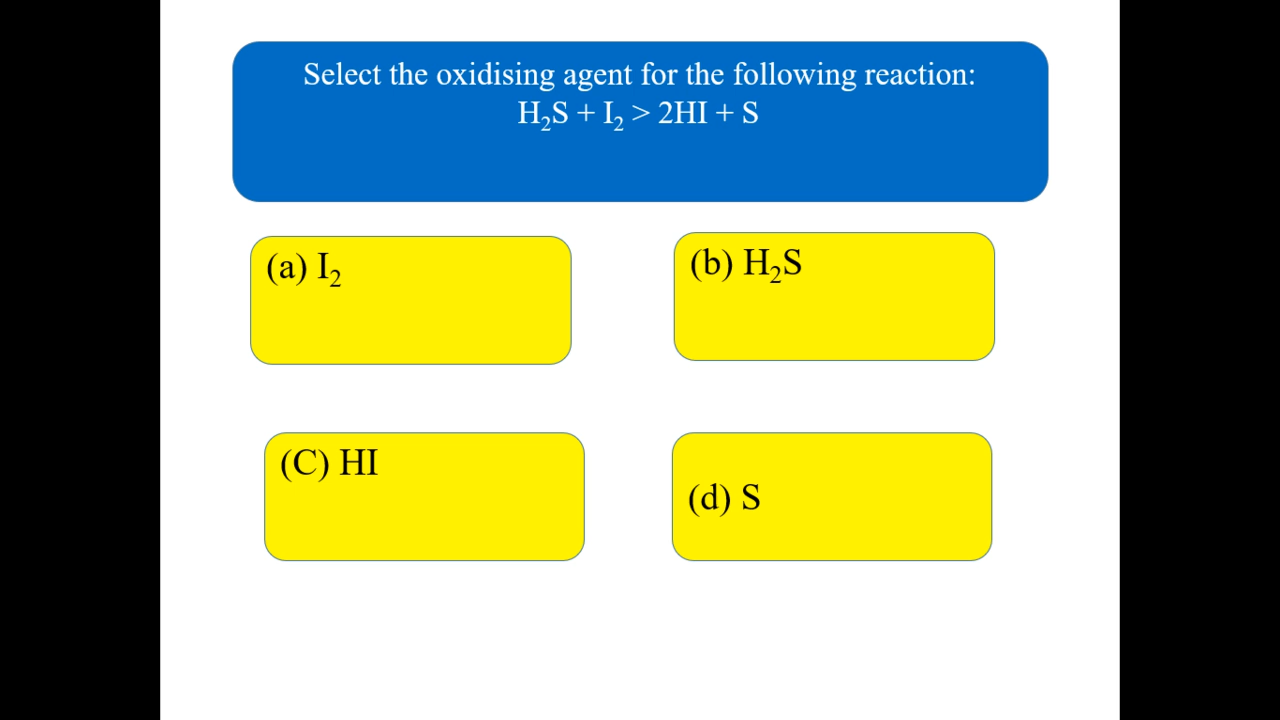 Select the oxidising agent for the following reaction:
H₂S + I₂ > 2HI + S
(a) I₂
(b) H₂S
(C) HI
(d) S